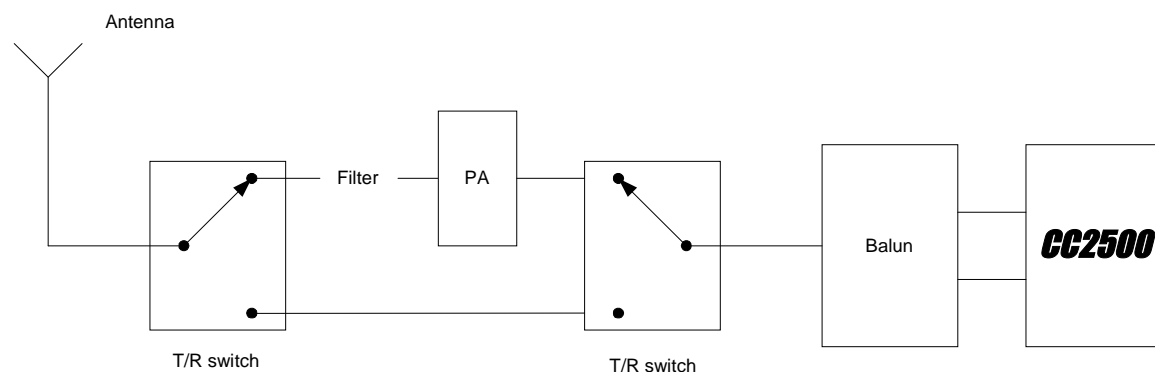 Antenna
Filter
PA
Balun
CC2500
T/R switch
T/R switch